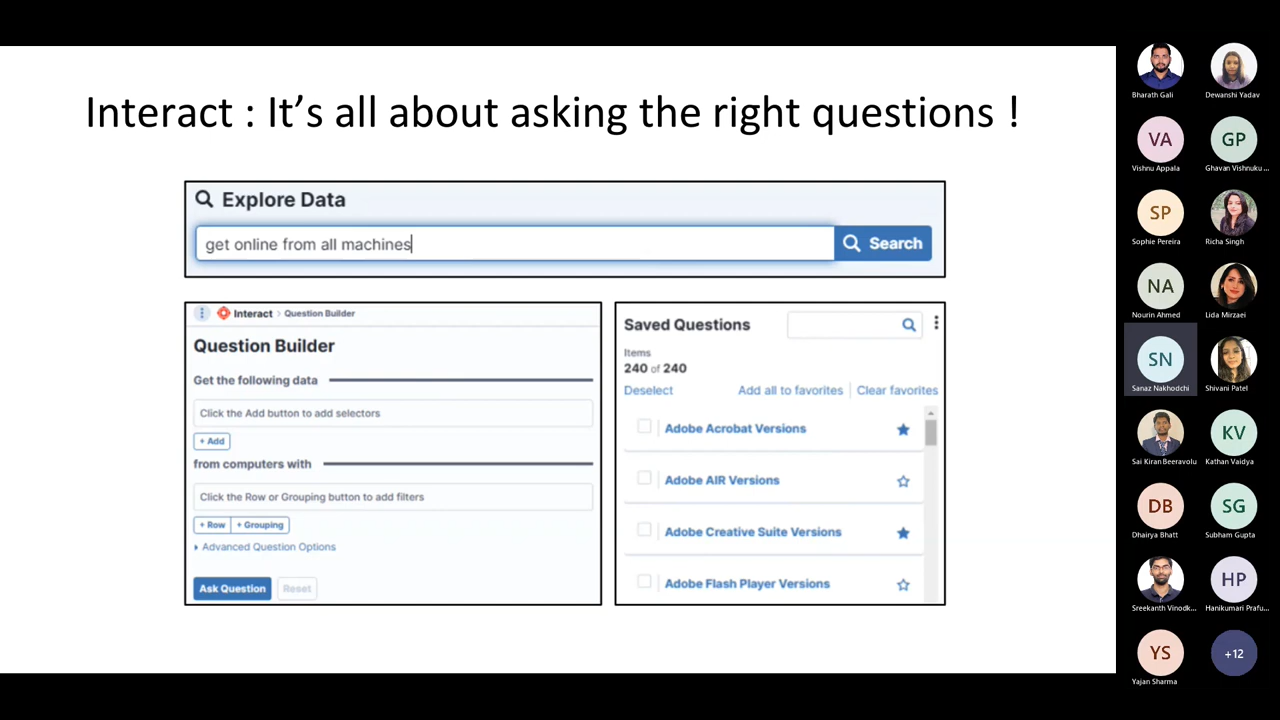 Interact : It's all about asking the right questions !
Explore Data
get online from all machines
Search
Interact > Question Builder
Question Builder
Get the following data
Click the Add button to add selectors
+ Add
from computers with
Click the Row or Grouping button to add filters
+ Row + Grouping
Advanced Question Options
Ask Question Reset
Saved Questions
Items
240 of 240
Deselect Add all to favorites Clear favorites
Adobe Acrobat Versions
Adobe AIR Versions
Adobe Creative Suite Versions
Adobe Flash Player Versions
Bharath Gali Dewanshi Yadav
VA GP
Vishnu Appala Ghavan Vishnuku ...
SP
Sophie Pereira Richa Singh
NA
Nourin Ahmed Lida Mirzaei
SN
Sanaz Nakhodchi Shivani Patel
KV
Sai Kiran Beeravolu Kathan Vaidya
DB SG
Dhairya Bhatt Subham Gupta
HP
Sreekanth Vinodk... Hanikumari Prafu...
YS +12
Yajan Sharma